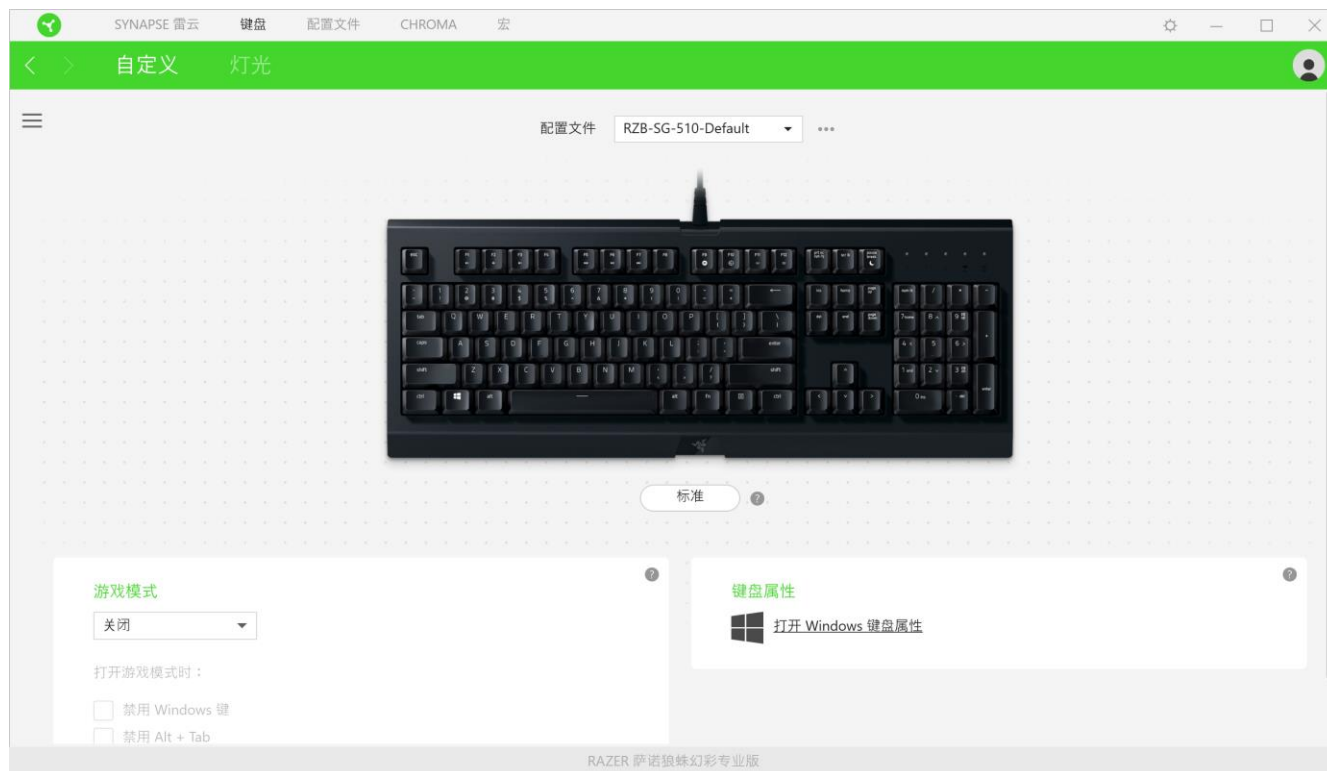 SYNAPSE 雷云 键盘 配置文件 CHROMA 宏
自定义 灯光
配置文件 RZB-SG-510-Default
标准
游戏模式
关闭
打开游戏模式时：
禁用 Windows 键
禁用 Alt + Tab
键盘属性
打开 Windows 键盘属性
RAZER 萨诺狼蛛幻彩专业版